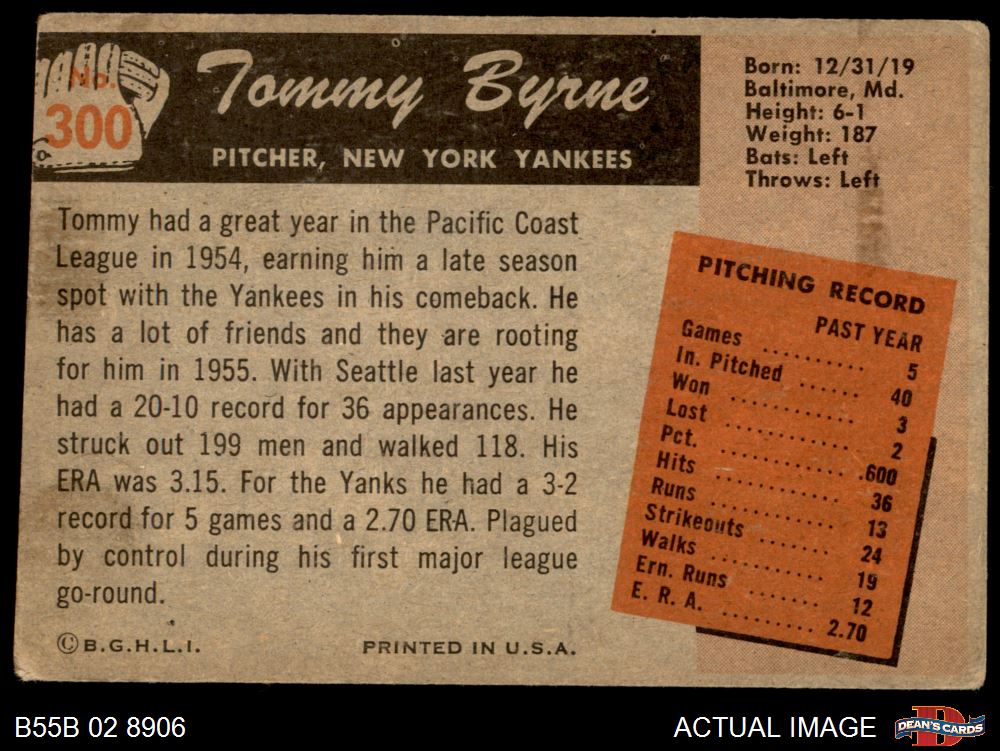 No.
300
Tommy Byrne
PITCHER, NEW YORK YANKEES
Born: 12/31/19
Baltimore, Md.
Height: 6-1
Weight: 187
Bats: Left
Throws: Left
Tommy had a great year in the Pacific Coast
League in 1954, earning him a late season
spot with the Yankees in his comeback. He
has a lot of friends and they are rooting
for him in 1955. With Seattle last year he
had a 20-10 record for 36 appearances. He
struck out 199 men and walked 118. His
ERA was 3.15. For the Yanks he had a 3-2
record for 5 games and a 2.70 ERA. Plagued
by control during his first major league
go-round.
PITCHING RECORD
PAST YEAR
Games .......... 5
In. Pitched ...... 40
Won ............ 3
Lost ............ 2
Pct. ............ .600
Hits ............ 36
Runs ............ 13
Strikeouts ....... 24
Walks .......... 19
Ern. Runs ....... 12
E. R. A. ......... 2.70
© B.G.H.L.I.
PRINTED IN U.S.A.
B55B 02 8906
ACTUAL IMAGE
D
DEAN'S CARDS